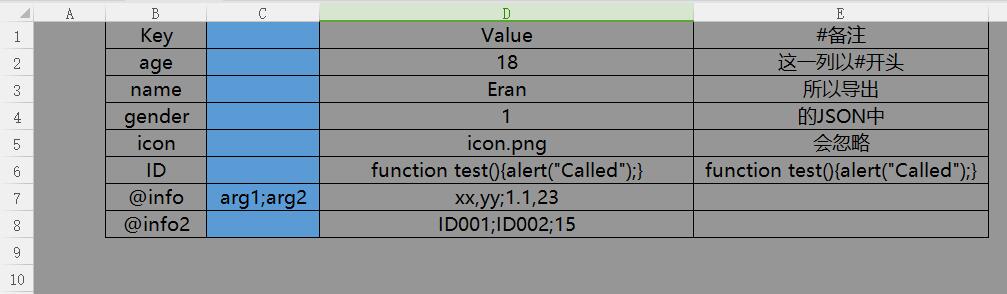 A B C D E
1 Key Value #备注
2 age 18 这一列以#开头
3 name Eran 所以导出
4 gender 1 的JSON中
5 icon icon.png 会忽略
6 ID function test(){alert("Called");} function test(){alert("Called");}
7 @info arg1;arg2 xx,yy;1.1,23
8 @info2 ID001;ID002;15
9
10